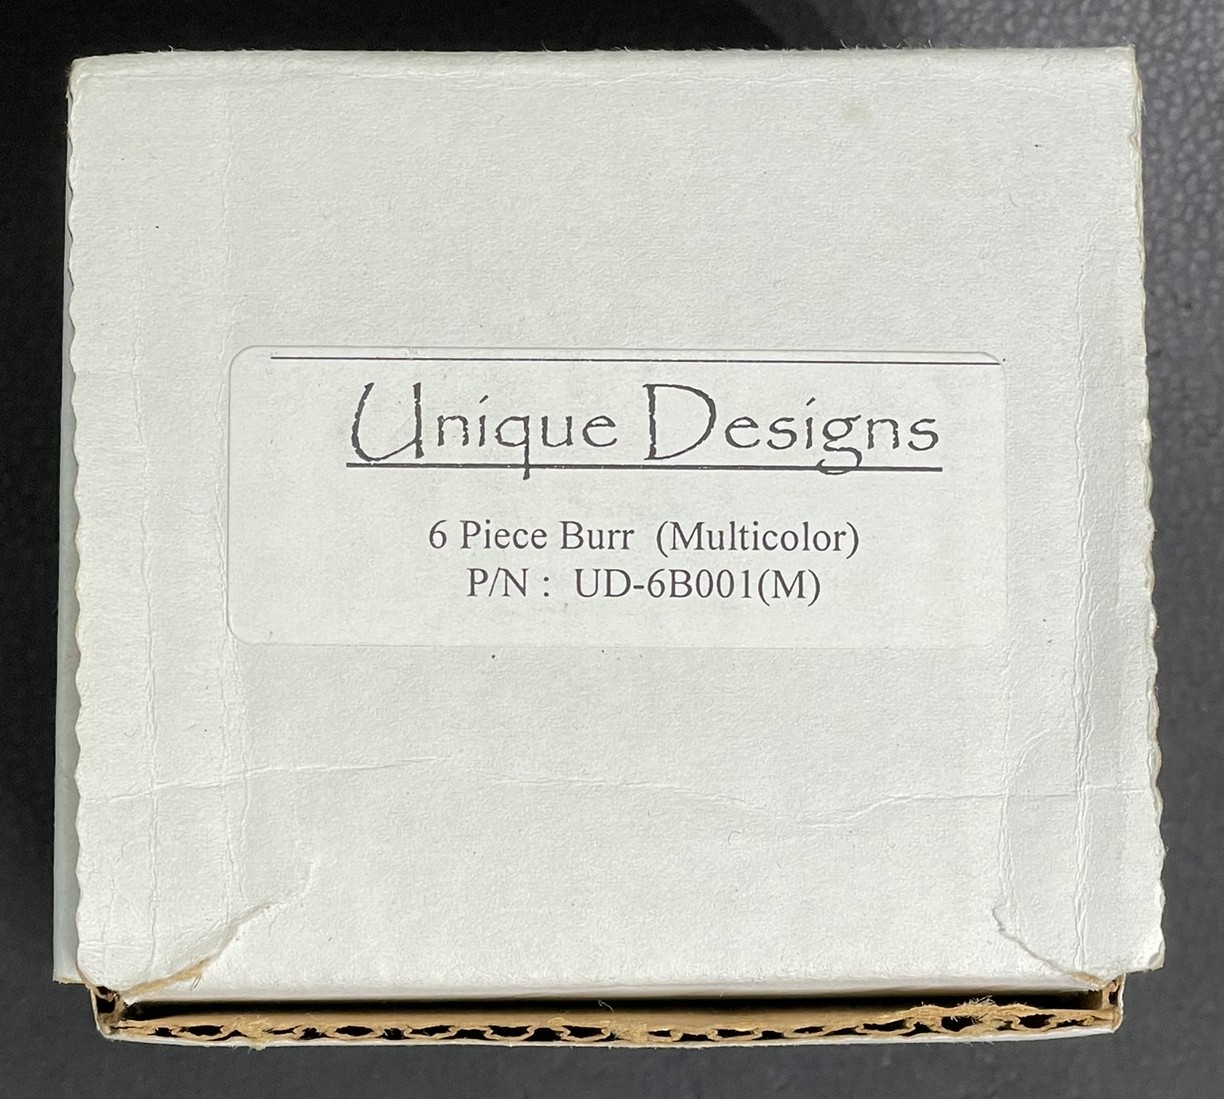 Unique Designs
6 Piece Burr (Multicolor)
P/N : UD-6B001(M)